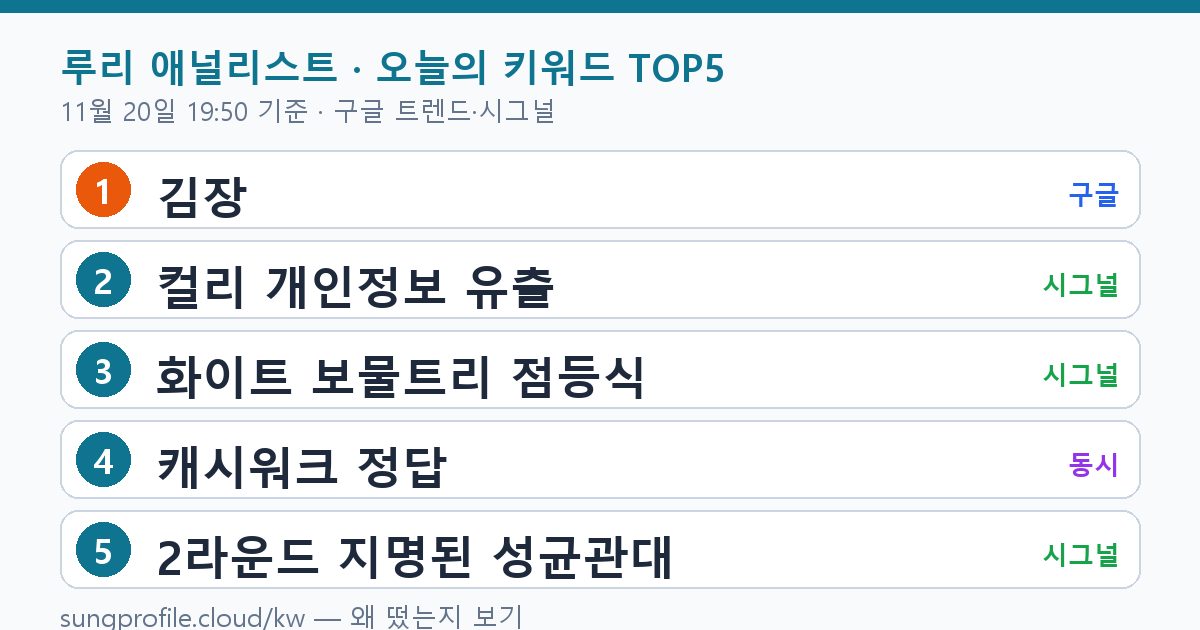 루리 애널리스트 · 오늘의 키워드 TOP5
11월 20일 19:50 기준 · 구글 트렌드·시그널
1 김장 구글
2 컬리 개인정보 유출 시그널
3 화이트 보물트리 점등식 시그널
4 캐시워크 정답 동시
5 2라운드 지명된 성균관대 시그널
sungprofile.cloud/kw — 왜 떴는지 보기